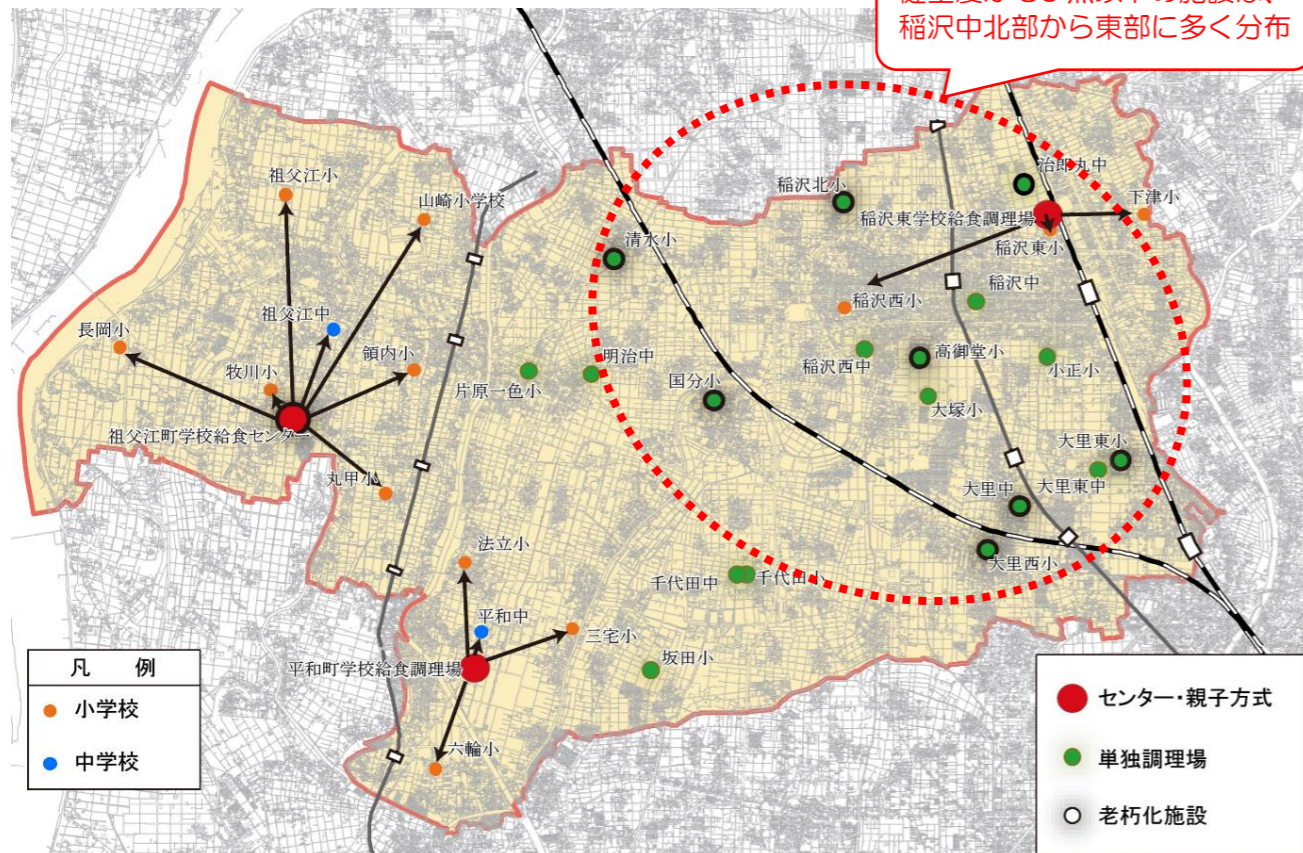 稲沢中北部から東部に多く分布
治郎丸中
祖父江小
山崎小学校
稲沢北小
下津小
稲沢東学校給食調理場
稲沢東小
清水小
稲沢中
稲沢西小
祖父江中
長岡小
領内小
明治中
高御堂小
稲沢西中
小正小
牧川小
片原一色小
国分小
大塚小
祖父江町学校給食センター
大里東小
丸甲小
大里中
大里東中
法立小
大里西小
千代田中
千代田小
平和中
三宅小
平和町学校給食調理場
坂田小
六輪小
凡 例
小学校
中学校
センター・親子方式
単独調理場
老朽化施設